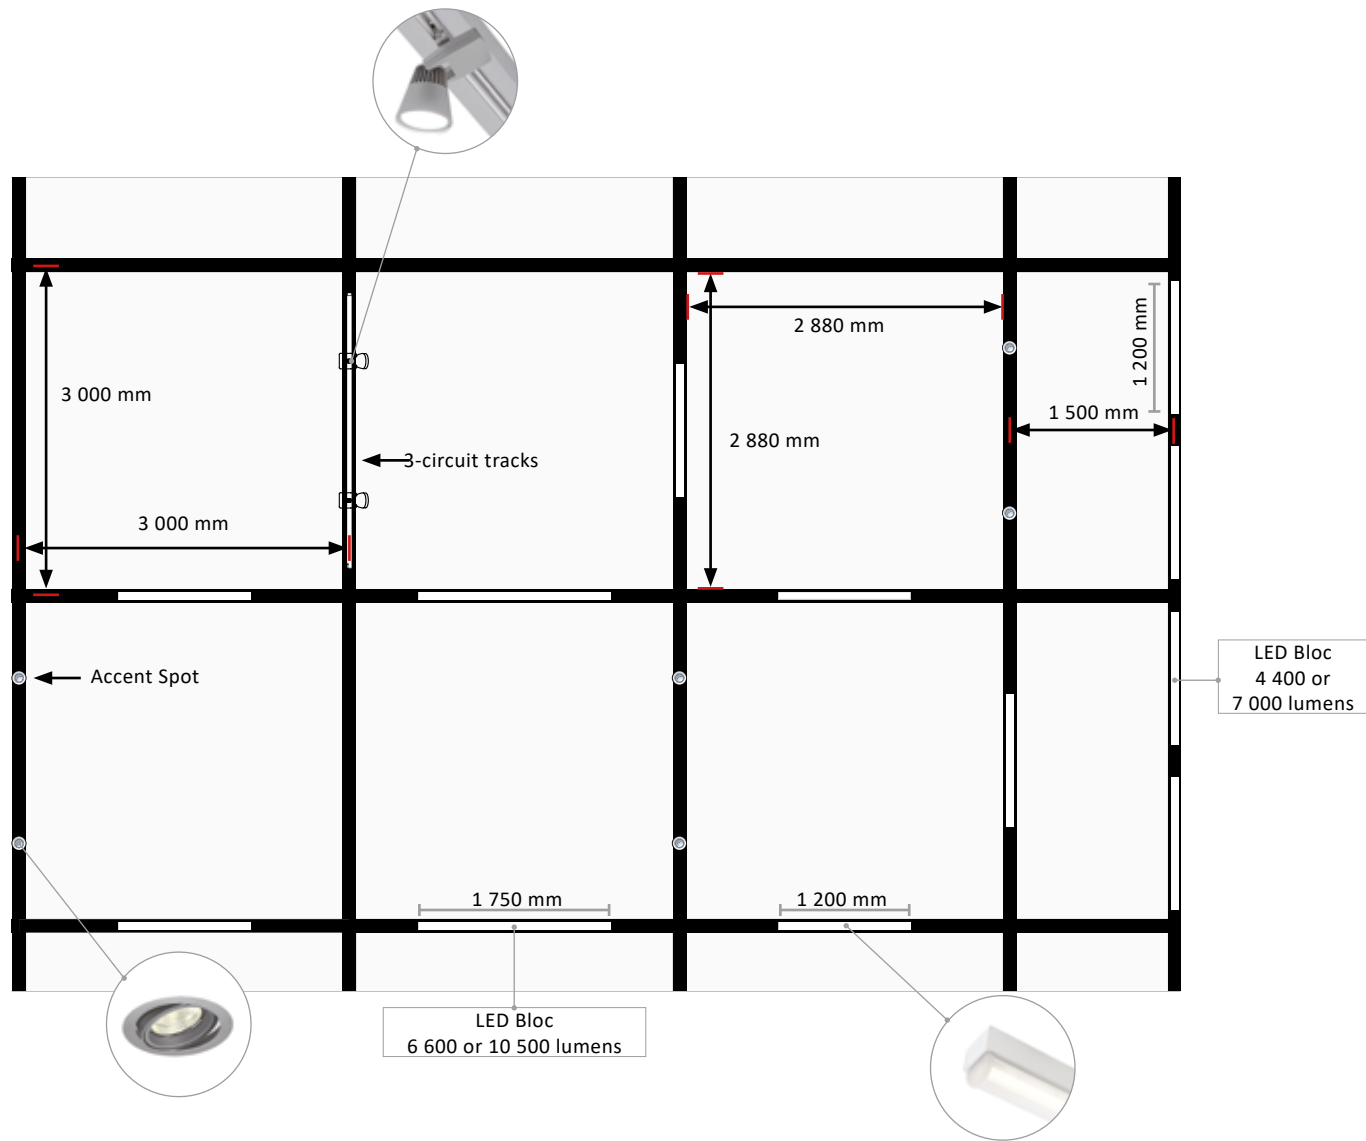 2 880 mm
1 200 mm
3 000 mm
1 500 mm
2 880 mm
3-circuit tracks
3 000 mm
Accent Spot
LED Bloc
4 400 or
7 000 lumens
1 750 mm
1 200 mm
LED Bloc
6 600 or 10 500 lumens